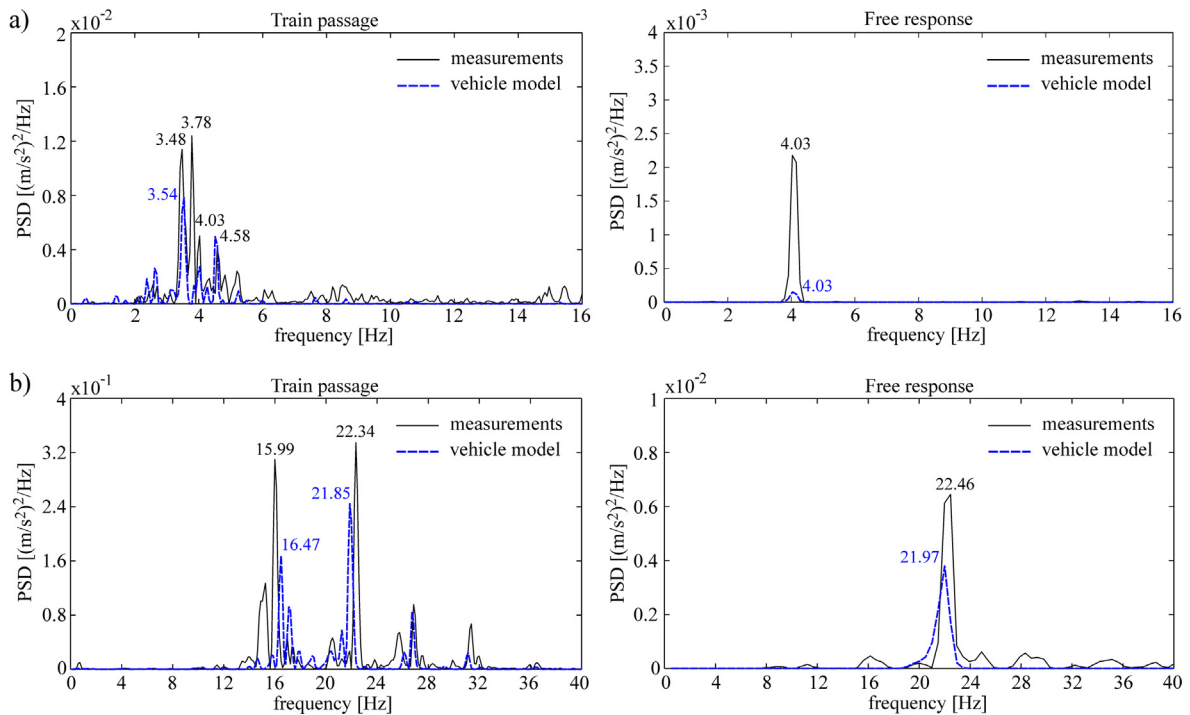 a)
Train passage
x10⁻²
2
1.6
1.2
0.8
0.4
0
PSD [(m/s²)²/Hz]
measurements
vehicle model
3.78
3.48
3.54
4.03
4.58
0 2 4 6 8 10 12 14 16
frequency [Hz]
Free response
x10⁻³
4
3.5
3
2.5
2
1.5
1
0.5
0
PSD [(m/s²)²/Hz]
measurements
vehicle model
4.03
4.03
0 2 4 6 8 10 12 14 16
frequency [Hz]
b)
Train passage
x10⁻¹
4
3.2
2.4
1.6
0.8
0
PSD [(m/s²)²/Hz]
measurements
vehicle model
22.34
15.99
21.85
16.47
0 4 8 12 16 20 24 28 32 36 40
frequency [Hz]
Free response
x10⁻²
1
0.8
0.6
0.4
0.2
0
PSD [(m/s²)²/Hz]
measurements
vehicle model
22.46
21.97
0 4 8 12 16 20 24 28 32 36 40
frequency [Hz]